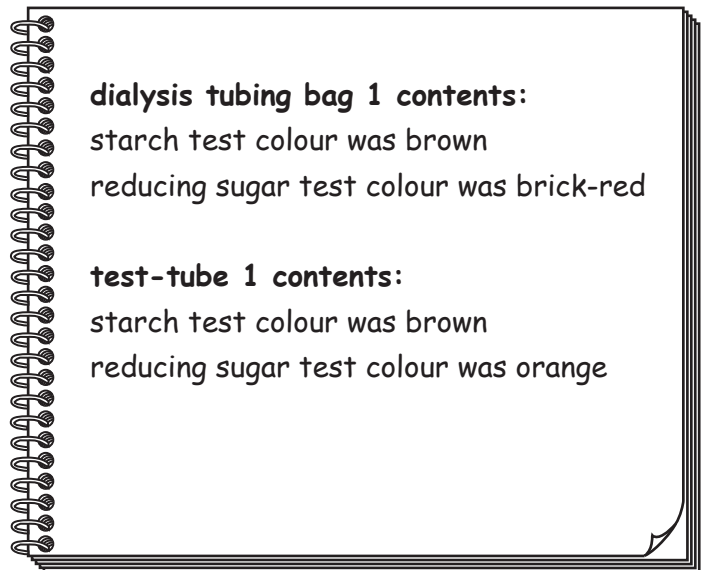 dialysis tubing bag 1 contents:
starch test colour was brown
reducing sugar test colour was brick-red
test-tube 1 contents:
starch test colour was brown
reducing sugar test colour was orange